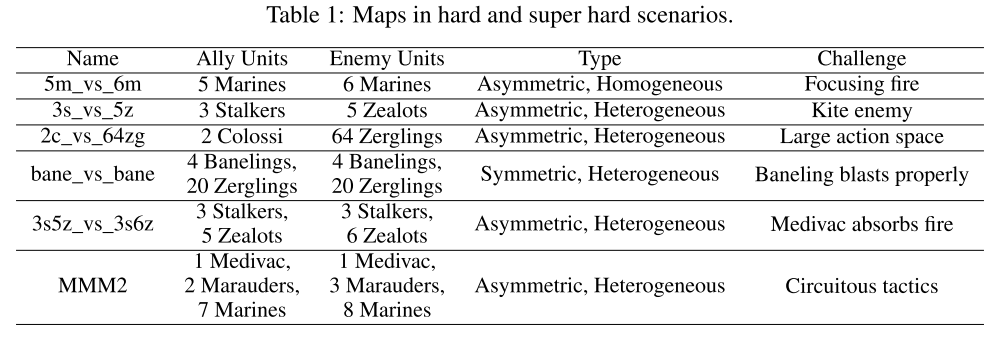 Table 1: Maps in hard and super hard scenarios.
Name Ally Units Enemy Units Type Challenge
5m_vs_6m 5 Marines 6 Marines Asymmetric, Homogeneous Focusing fire
3s_vs_5z 3 Stalkers 5 Zealots Asymmetric, Heterogeneous Kite enemy
2c_vs_64zg 2 Colossi 64 Zerglings Asymmetric, Heterogeneous Large action space
bane_vs_bane 4 Banelings, 20 Zerglings 4 Banelings, 20 Zerglings Symmetric, Heterogeneous Baneling blasts properly
3s5z_vs_3s6z 3 Stalkers, 5 Zealots 3 Stalkers, 6 Zealots Asymmetric, Heterogeneous Medivac absorbs fire
MMM2 1 Medivac, 2 Marauders, 7 Marines 1 Medivac, 3 Marauders, 8 Marines Asymmetric, Heterogeneous Circuitous tactics